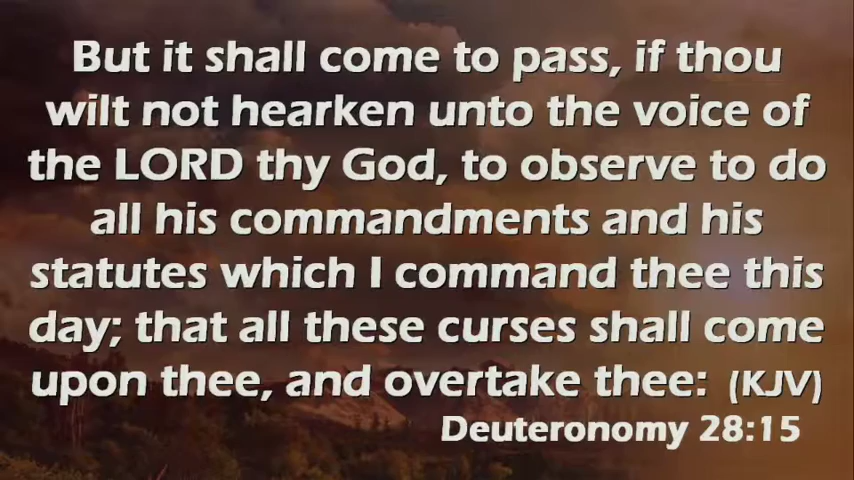 But it shall come to pass, if thou
wilt not hearken unto the voice of
the LORD thy God, to observe to do
all his commandments and his
statutes which I command thee this
day; that all these curses shall come
upon thee, and overtake thee: (KJV)
Deuteronomy 28:15